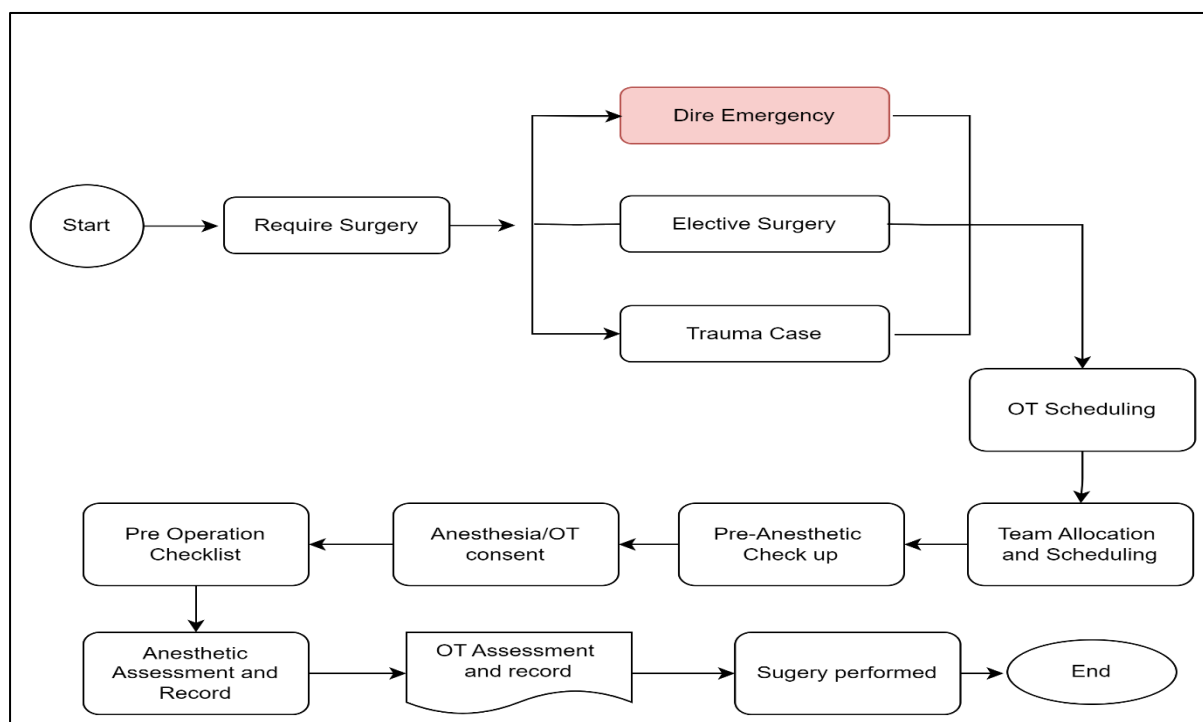 Dire Emergency
Start
Require Surgery
Elective Surgery
Trauma Case
OT Scheduling
Team Allocation
and Scheduling
Pre-Anesthetic
Check up
Anesthesia/OT
consent
Pre Operation
Checklist
Anesthetic
Assessment and
Record
OT Assessment
and record
Sugery performed
End